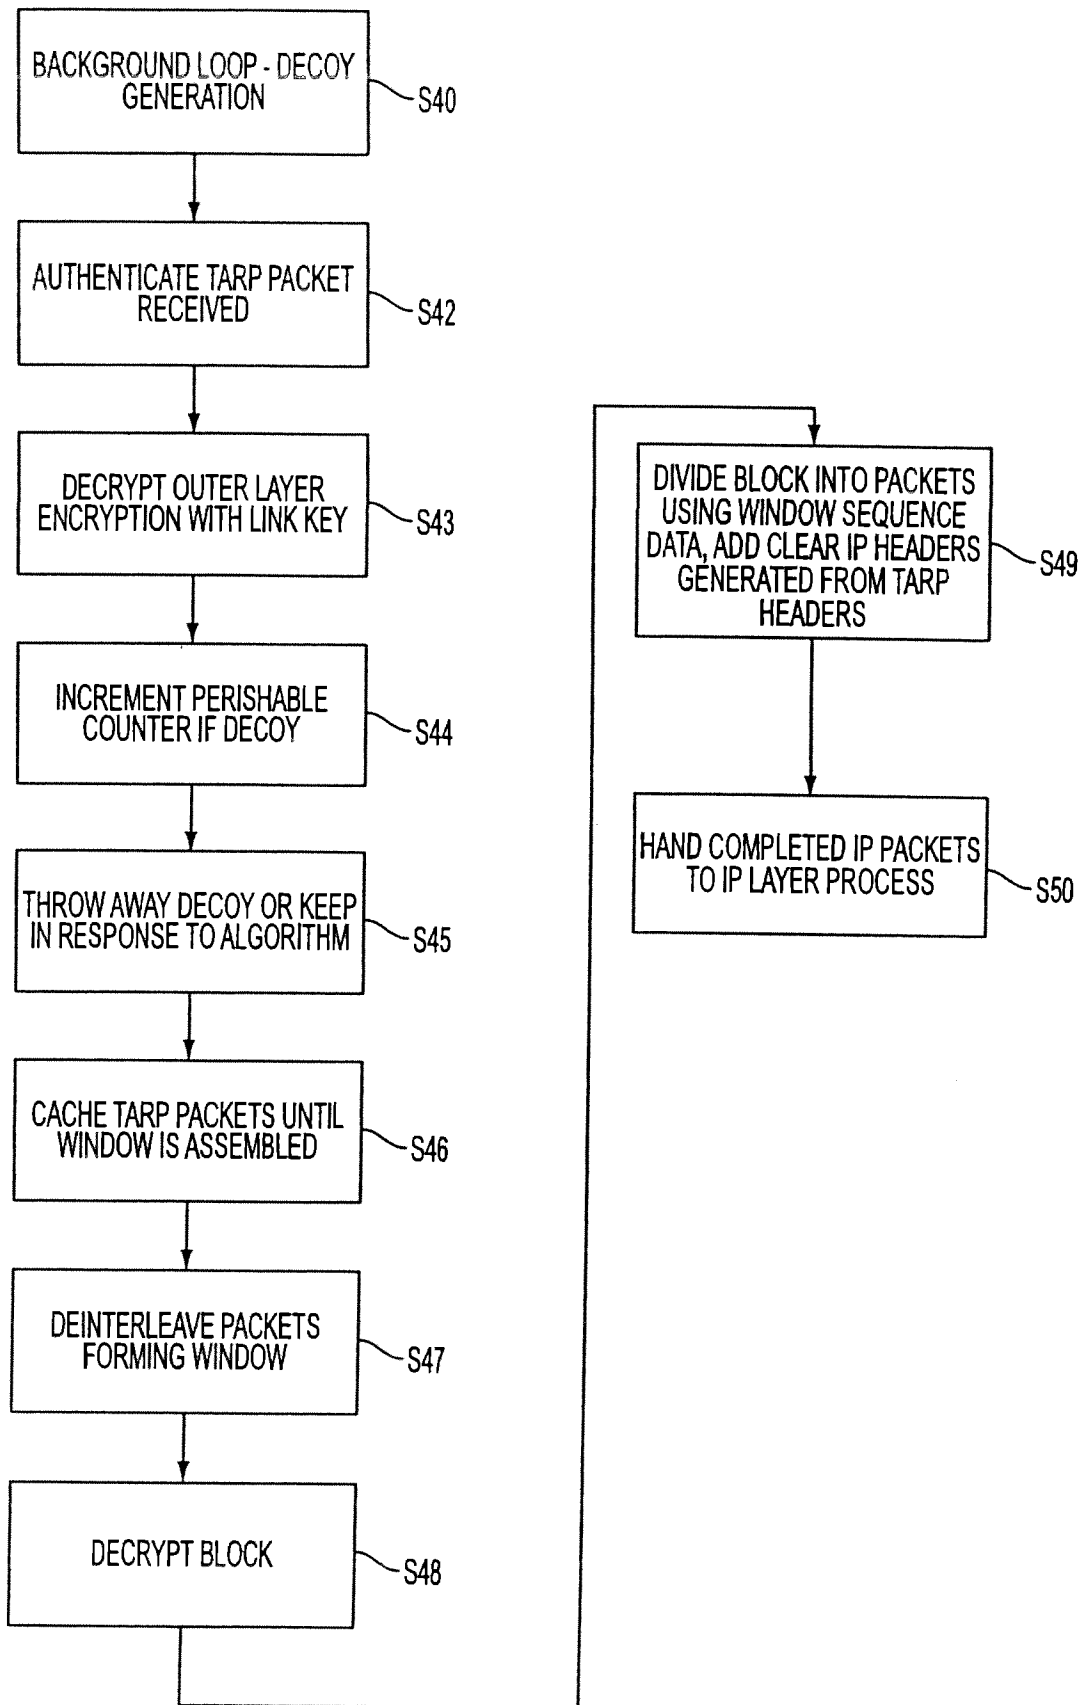 BACKGROUND LOOP - DECOY
GENERATION
S40
AUTHENTICATE TARP PACKET
RECEIVED
S42
DECRYPT OUTER LAYER
ENCRYPTION WITH LINK KEY
S43
INCREMENT PERISHABLE
COUNTER IF DECOY
S44
THROW AWAY DECOY OR KEEP
IN RESPONSE TO ALGORITHM
S45
CACHE TARP PACKETS UNTIL
WINDOW IS ASSEMBLED
S46
DEINTERLEAVE PACKETS
FORMING WINDOW
S47
DECRYPT BLOCK
S48
DIVIDE BLOCK INTO PACKETS
USING WINDOW SEQUENCE
DATA, ADD CLEAR IP HEADERS
GENERATED FROM TARP
HEADERS
S49
HAND COMPLETED IP PACKETS
TO IP LAYER PROCESS
S50